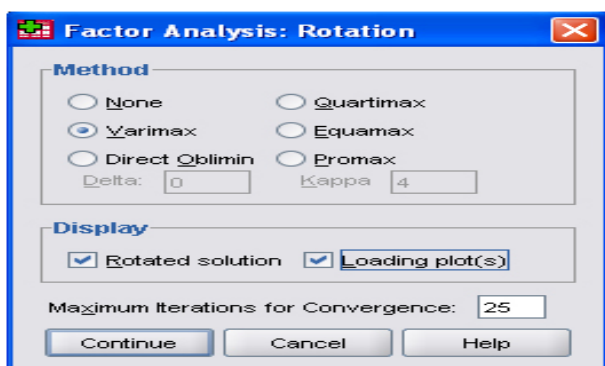 Factor Analysis: Rotation
Method
None Quartimax
Varimax Equamax
Direct Oblimin Promax
Delta: 0 Kappa 4
Display
Rotated solution Loading plot(s)
Maximum Iterations for Convergence: 25
Continue Cancel Help